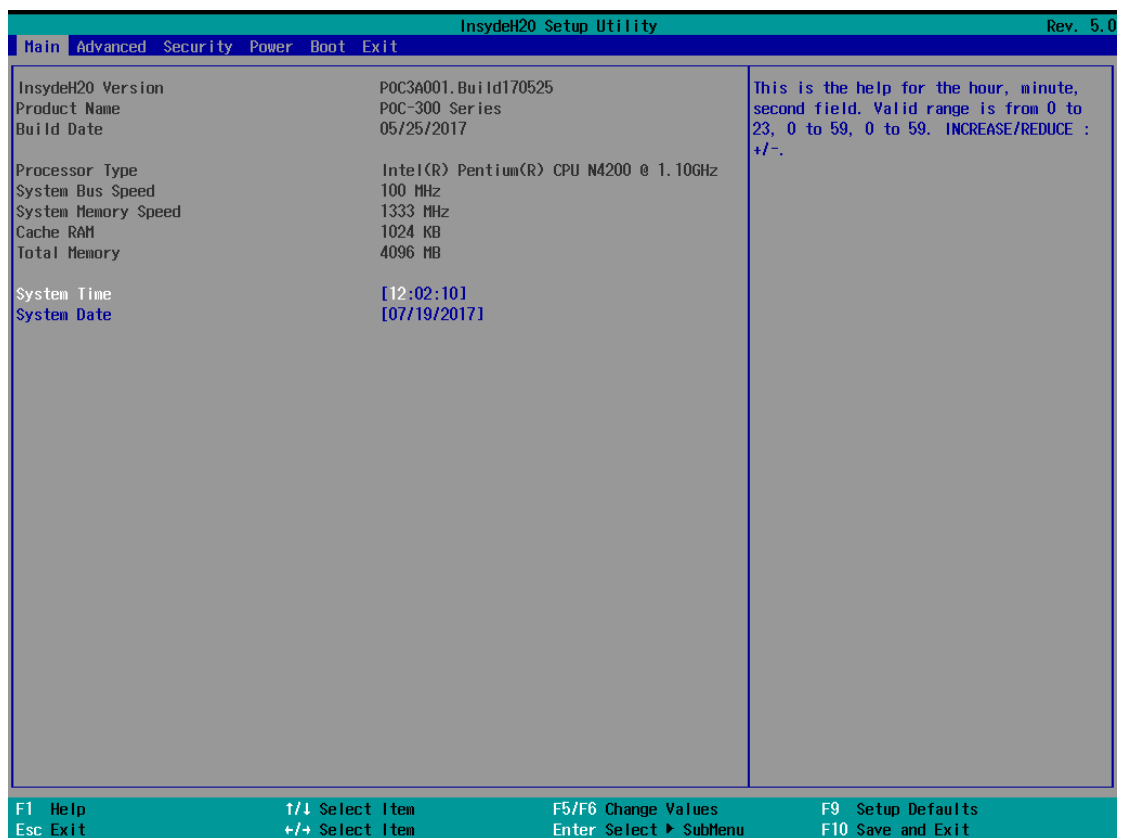 InsydeH20 Setup Utility Rev. 5.0
Main Advanced Security Power Boot Exit
InsydeH20 Version P0C3A001.Build170525
Product Name POC-300 Series
Build Date 05/25/2017
Processor Type Intel(R) Pentium(R) CPU N4200 @ 1.10GHz
System Bus Speed 100 MHz
System Memory Speed 1333 MHz
Cache RAM 1024 KB
Total Memory 4096 MB
System Time [12:02:10]
System Date [07/19/2017]
This is the help for the hour, minute,
second field. Valid range is from 0 to
23, 0 to 59, 0 to 59. INCREASE/REDUCE :
+/-.
F1 Help ↑/↓ Select Item F5/F6 Change Values F9 Setup Defaults
Esc Exit ←/→ Select Item Enter Select ▶ SubMenu F10 Save and Exit